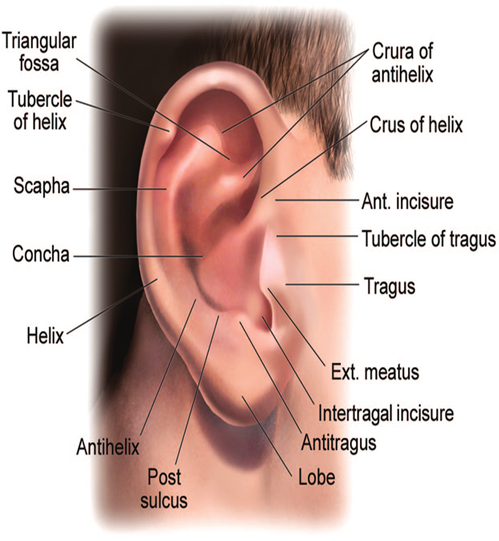 Triangular
fossa
Tubercle
of helix
Scapha
Concha
Helix
Antihelix
Post
sulcus
Crura of
antihelix
Crus of helix
Ant. incisure
Tubercle of tragus
Tragus
Ext. meatus
Intertragal incisure
Antitragus
Lobe